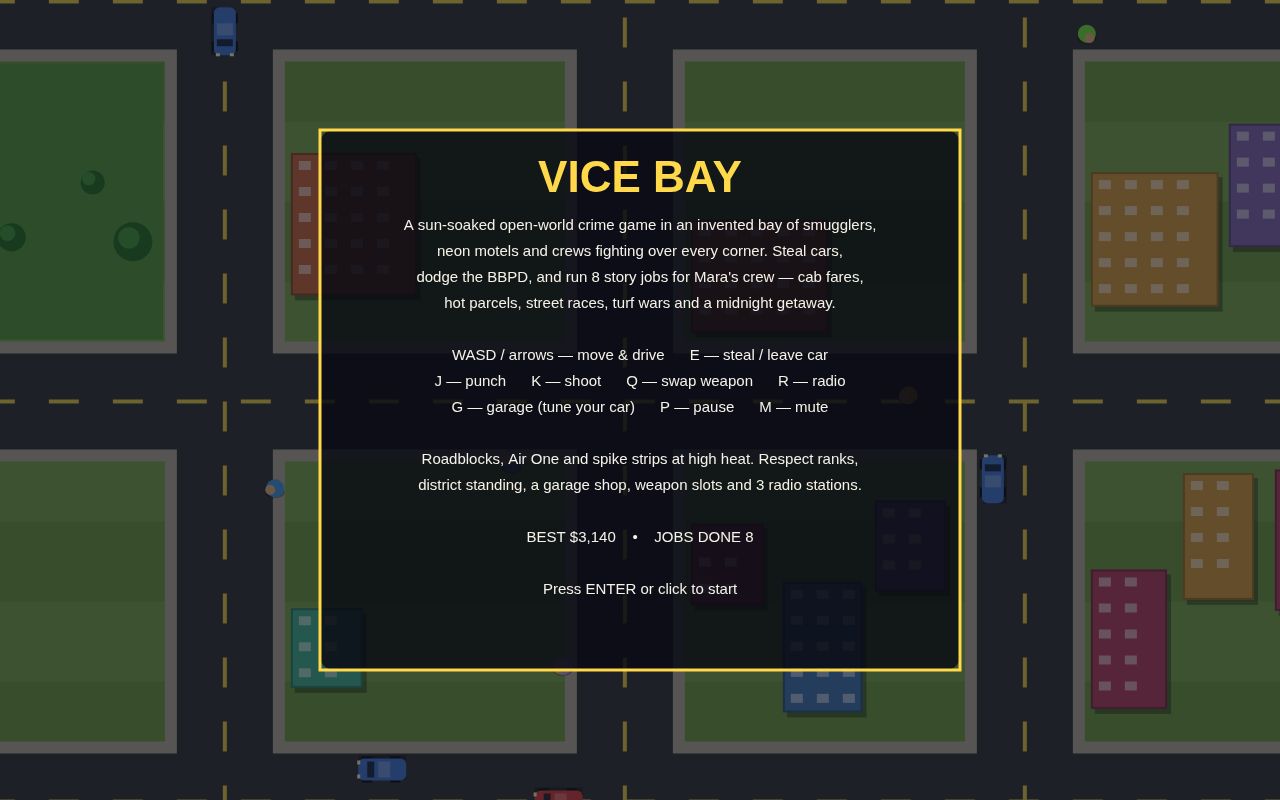 VICE BAY
A sun-soaked open-world crime game in an invented bay of smugglers,
neon motels and crews fighting over every corner. Steal cars,
dodge the BBPD, and run 8 story jobs for Mara's crew — cab fares,
hot parcels, street races, turf wars and a midnight getaway.
WASD / arrows — move & drive E — steal / leave car
J — punch K — shoot Q — swap weapon R — radio
G — garage (tune your car) P — pause M — mute
Roadblocks, Air One and spike strips at high heat. Respect ranks,
district standing, a garage shop, weapon slots and 3 radio stations.
BEST $3,140 • JOBS DONE 8
Press ENTER or click to start